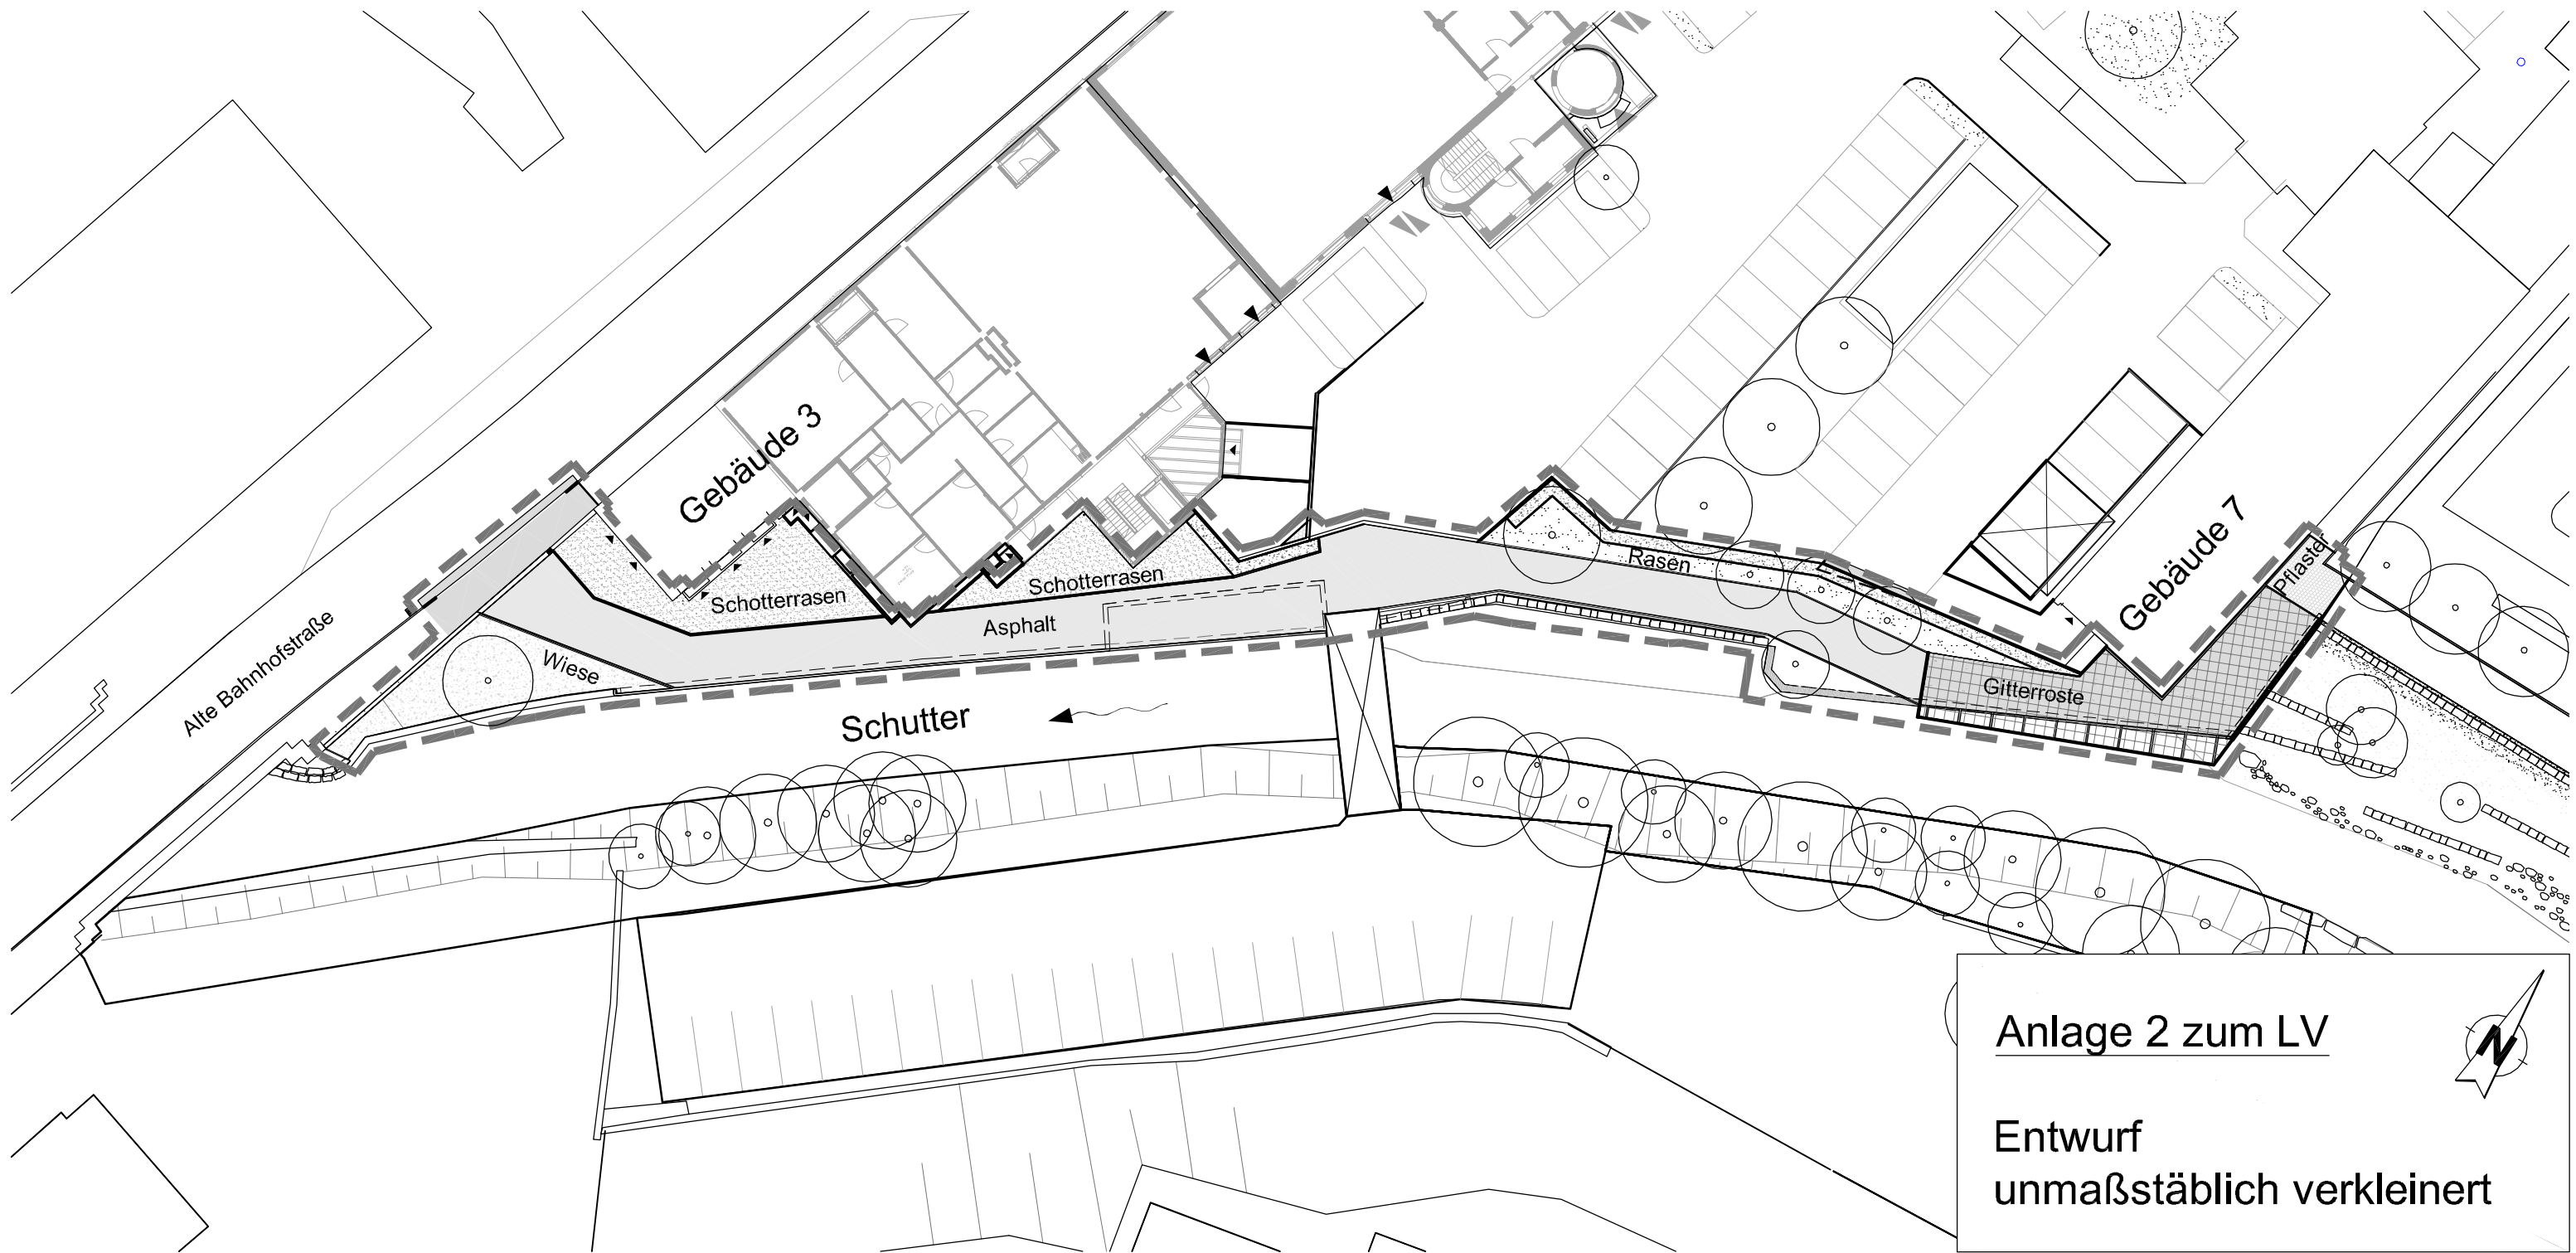 Gebäude 3
Gebäude 7
Pflaster
Rasen
Schotterrasen
Schotterrasen
Asphalt
Wiese
Gitterroste
Alte Bahnhofstraße
Schutter
Anlage 2 zum LV
N
Entwurf
unmaßstäblich verkleinert